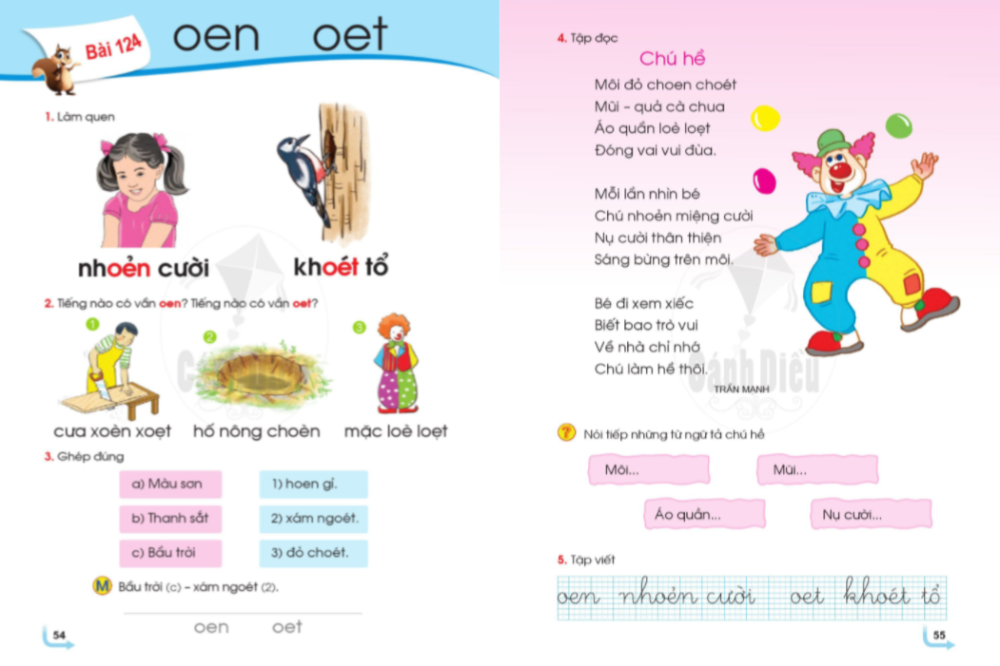 Bài 124
oen oet
1. Làm quen
nhoẻn cười khoét tổ
2. Tiếng nào có vần oen? Tiếng nào có vần oet?
1 2 3
cưa xoèn xoẹt hố nông choèn mặc loè loẹt
3. Ghép đúng
a) Màu sơn 1) hoen gỉ.
b) Thanh sắt 2) xám ngoét.
c) Bầu trời 3) đỏ choét.
M Bầu trời (c) – xám ngoét (2).
oen oet
54
4. Tập đọc
Chú hề
Môi đỏ choen choét
Mũi – quả cà chua
Áo quần loè loẹt
Đóng vai vui đùa.
Mỗi lần nhìn bé
Chú nhoẻn miệng cười
Nụ cười thân thiện
Sáng bừng trên môi.
Bé đi xem xiếc
Biết bao trò vui
Về nhà chỉ nhớ
Chú làm hề thôi.
TRẦN MẠNH
Cánh Diều
Cánh Diều
? Nói tiếp những từ ngữ tả chú hề
Môi... Mũi...
Áo quần... Nụ cười...
5. Tập viết
oen nhoẻn cười oet khoét tổ
55